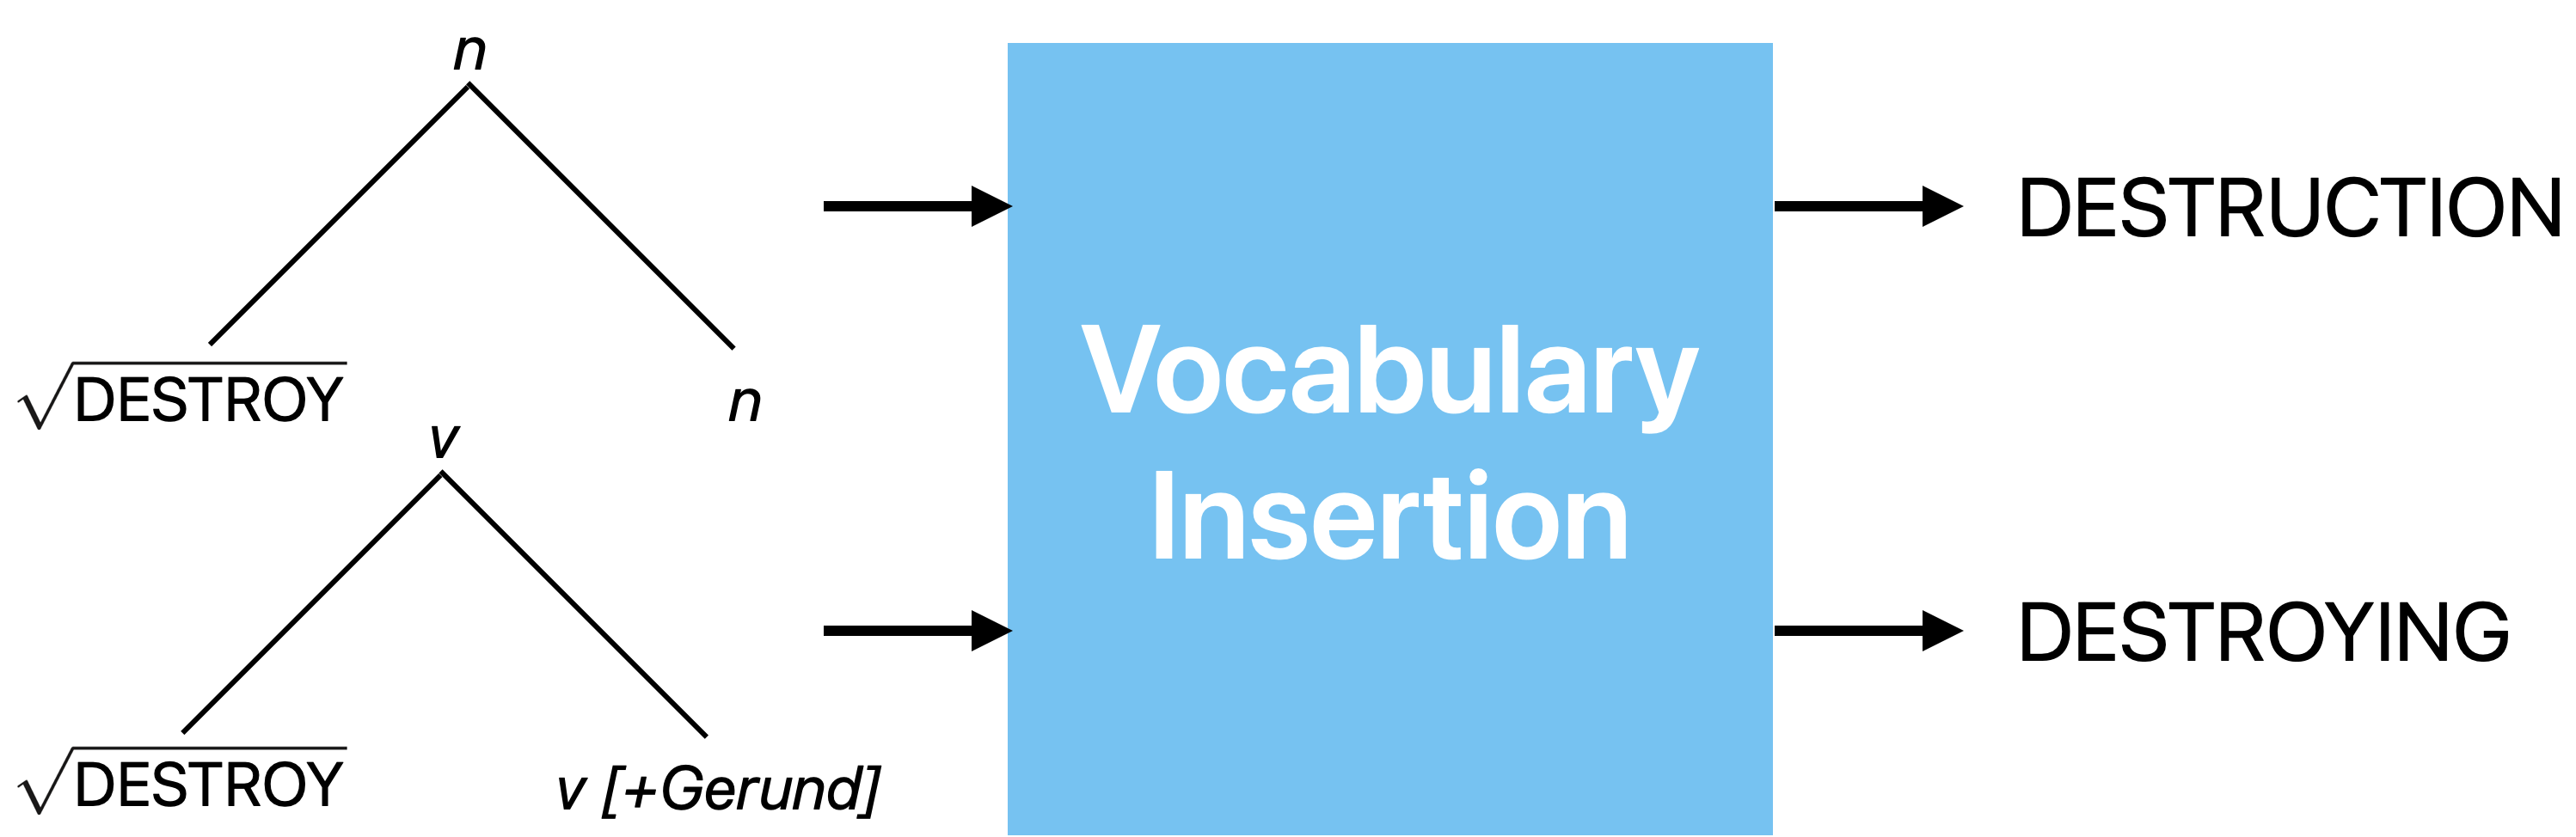 n
√DESTROY
n
v
√DESTROY
v [+Gerund]
Vocabulary
Insertion
DESTRUCTION
DESTROYING